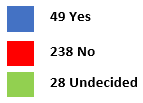 49 Yes
238 No
28 Undecided